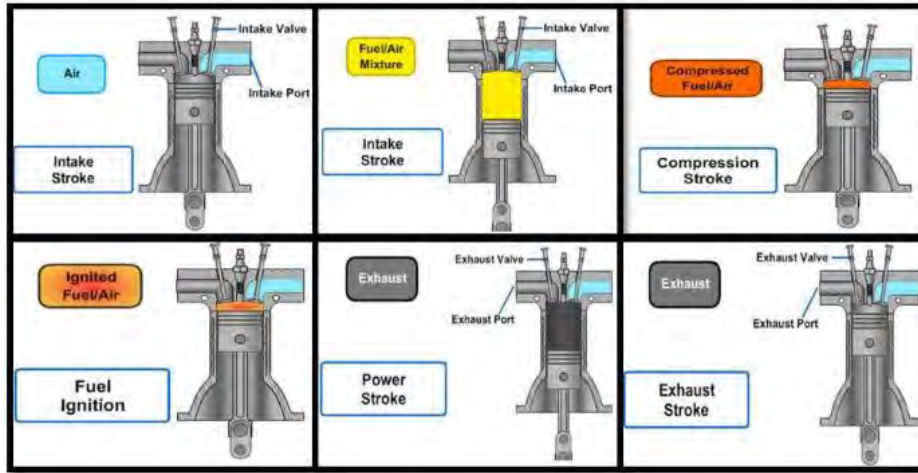 Intake Valve
Air
Intake Port
Intake
Stroke
Intake Valve
Fuel/Air
Mixture
Intake Port
Intake
Stroke
Compressed
Fuel/Air
Compression
Stroke
Ignited
Fuel/Air
Fuel
Ignition
Exhaust Valve
Exhaust
Exhaust Port
Power
Stroke
Exhaust Valve
Exhaust
Exhaust Port
Exhaust
Stroke